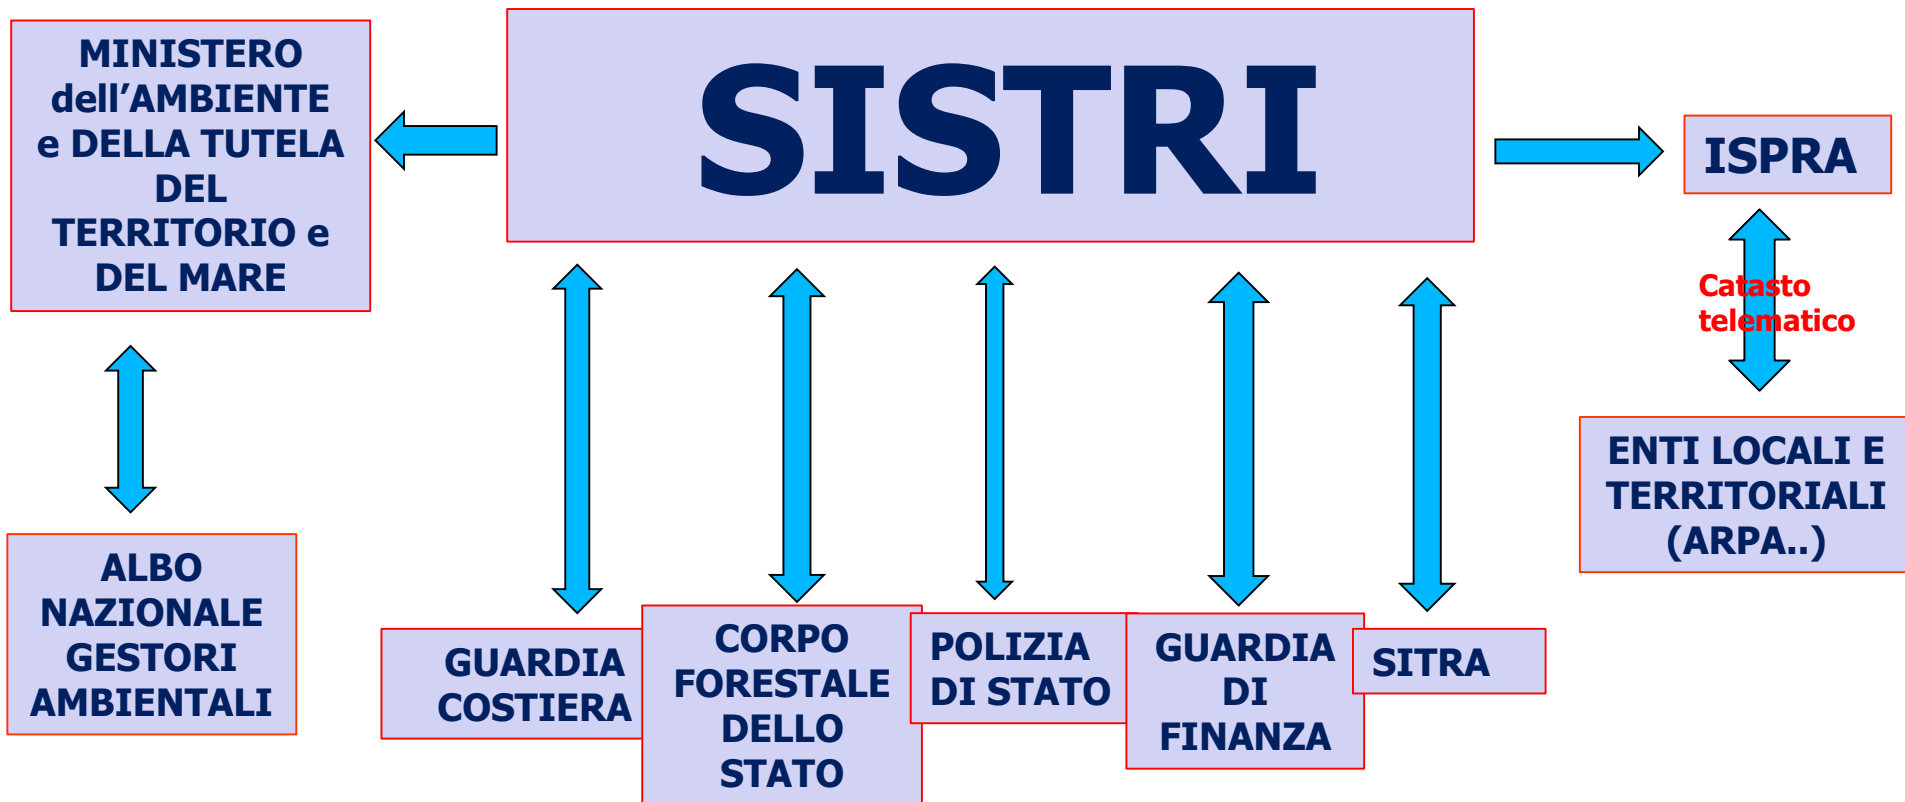 MINISTERO
dell’AMBIENTE
e DELLA TUTELA
DEL
TERRITORIO e
DEL MARE
SISTRI
ISPRA
Catasto
telematico
ENTI LOCALI E
TERRITORIALI
(ARPA..)
ALBO
NAZIONALE
GESTORI
AMBIENTALI
GUARDIA
COSTIERA
CORPO
FORESTALE
DELLO
STATO
POLIZIA
DI STATO
GUARDIA
DI
FINANZA
SITRA